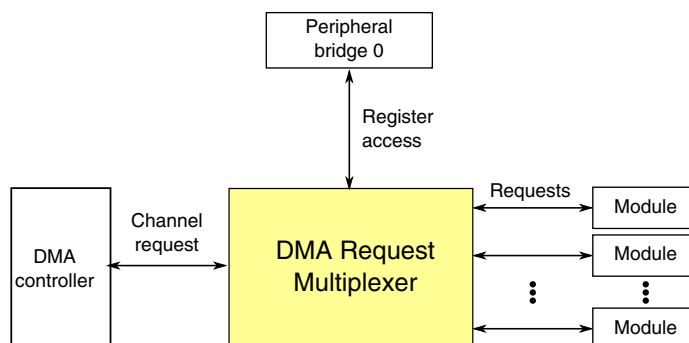 Peripheral
bridge 0
Register
access
Requests
Module
Channel
request
DMA
controller
DMA Request
Multiplexer
Module
Module